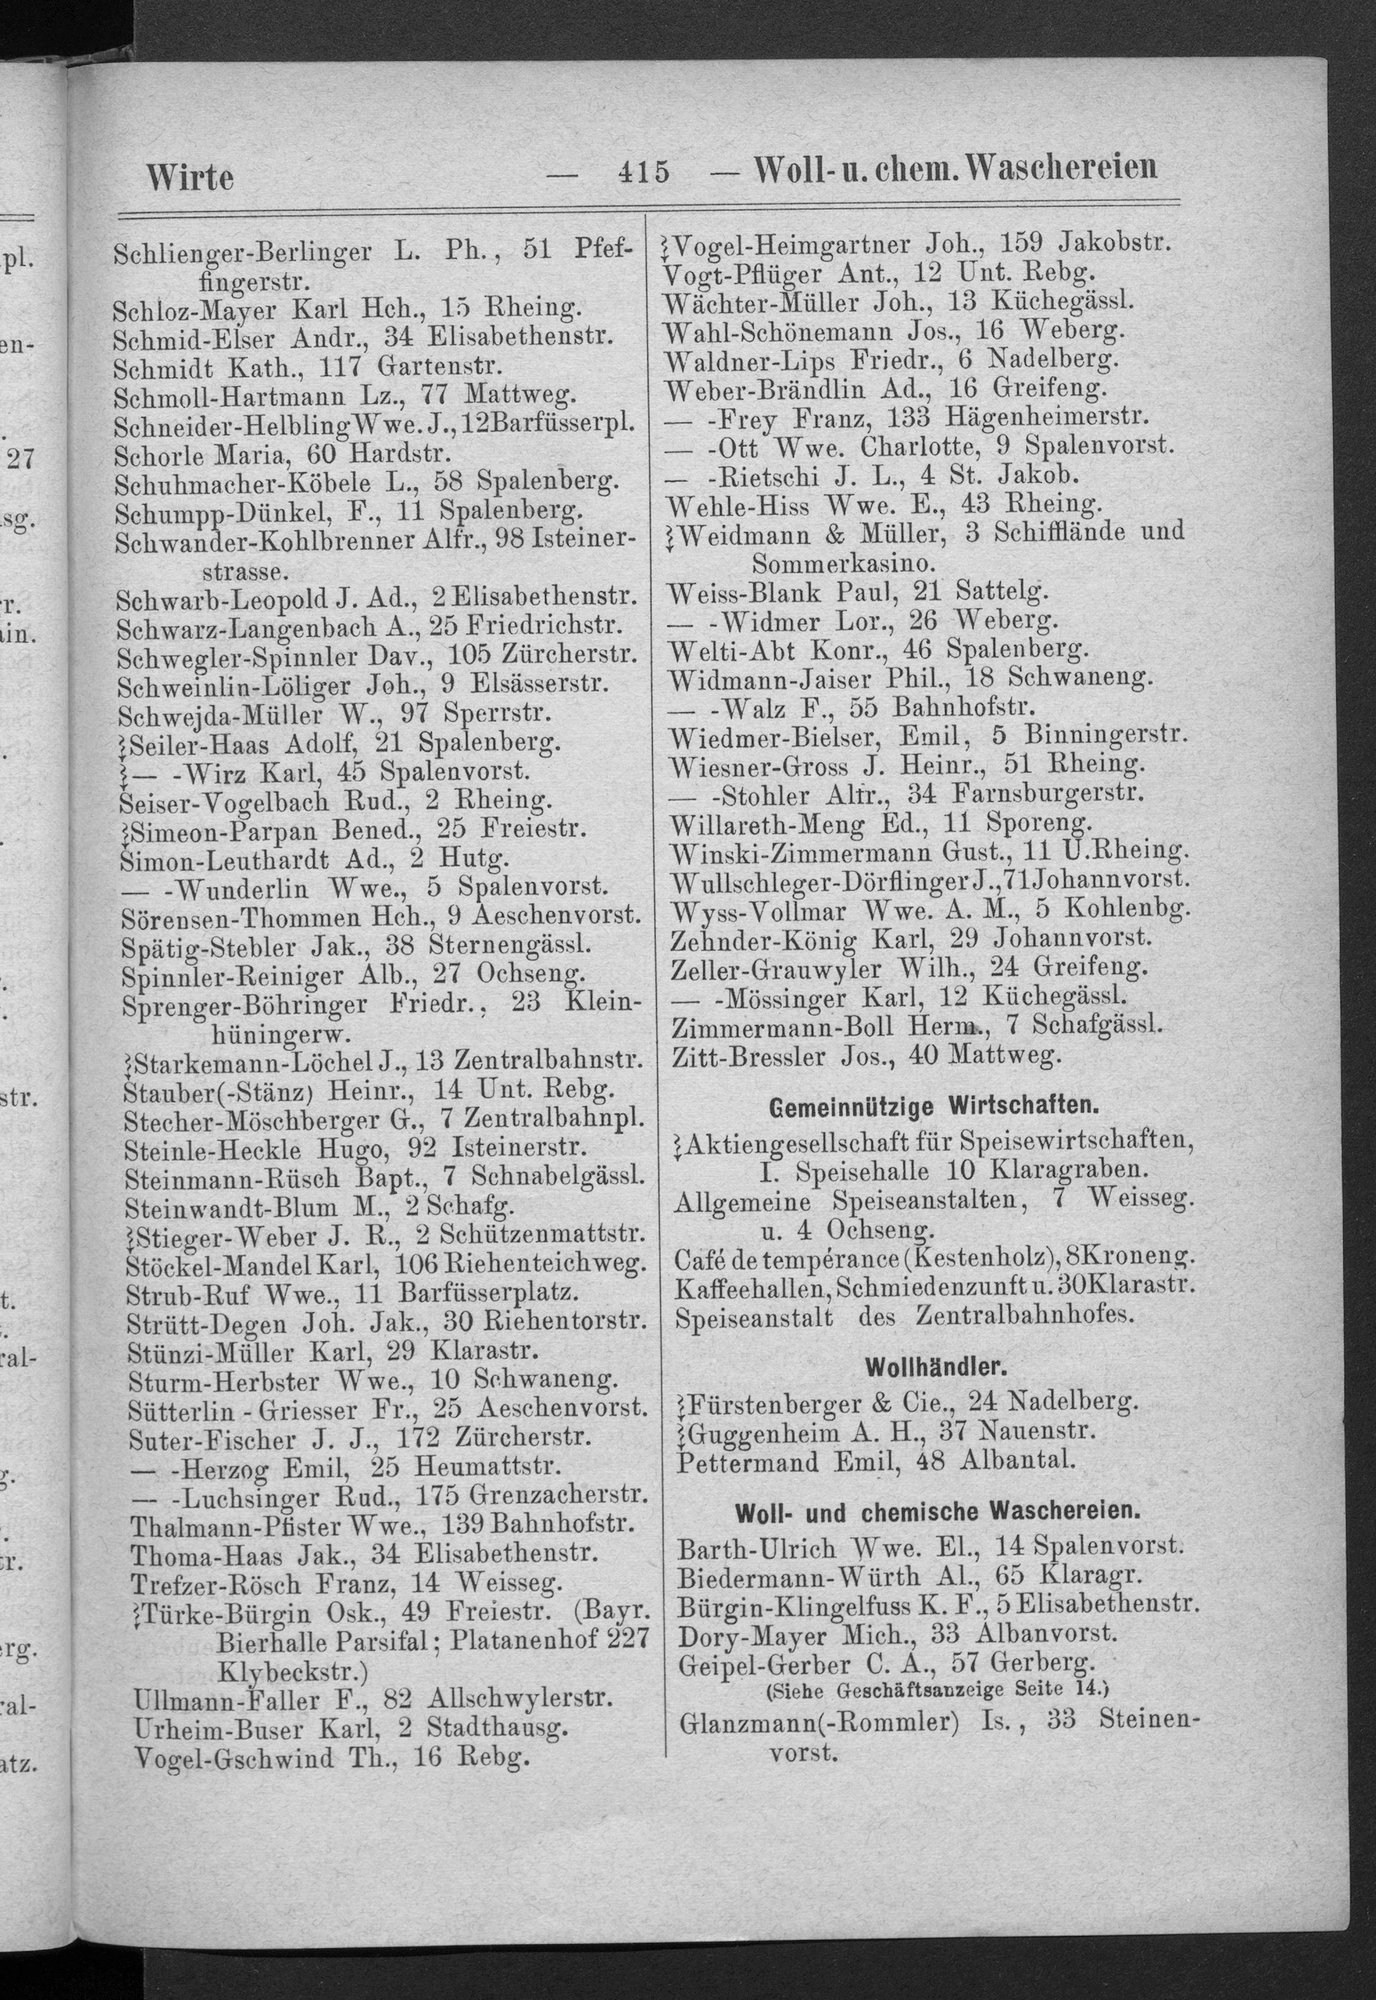 Wirte — 415 — Woll- u. chem. Waschereien
Schlienger-Berlinger L. Ph., 51 Pfef-
fingerstr.
Schloz-Mayer Karl Hch., 15 Rheing.
Schmid-Elser Andr., 34 Elisabethenstr.
Schmidt Kath., 117 Gartenstr.
Schmoll-Hartmann Lz., 77 Mattweg.
Schneider-Helbling Wwe. J., 12 Barfüsserpl.
Schorle Maria, 60 Hardstr.
Schuhmacher-Köbele L., 58 Spalenberg.
Schumpp-Dünkel, F., 11 Spalenberg.
Schwander-Kohlbrenner Alfr., 98 Isteiner-
strasse.
Schwarb-Leopold J. Ad., 2 Elisabethenstr.
Schwarz-Langenbach A., 25 Friedrichstr.
Schwegler-Spinnler Dav., 105 Zürcherstr.
Schweinlin-Löliger Joh., 9 Elsässerstr.
Schwejda-Müller W., 97 Sperrstr.
⸾Seiler-Haas Adolf, 21 Spalenberg.
⸾— -Wirz Karl, 45 Spalenvorst.
Seiser-Vogelbach Rud., 2 Rheing.
⸾Simeon-Parpan Bened., 25 Freiestr.
Simon-Leuthardt Ad., 2 Hutg.
— -Wunderlin Wwe., 5 Spalenvorst.
Sörensen-Thommen Hch., 9 Aeschenvorst.
Spätig-Stebler Jak., 38 Sternengässl.
Spinnler-Reiniger Alb., 27 Ochseng.
Sprenger-Böhringer Friedr., 23 Klein-
hüningerw.
⸾Starkemann-Löchel J., 13 Zentralbahnstr.
Stauber(-Stänz) Heinr., 14 Unt. Rebg.
Stecher-Möschberger G., 7 Zentralbahnpl.
Steinle-Heckle Hugo, 92 Isteinerstr.
Steinmann-Rüsch Bapt., 7 Schnabelgässl.
Steinwandt-Blum M., 2 Schafg.
⸾Stieger-Weber J. R., 2 Schützenmattstr.
Stöckel-Mandel Karl, 106 Riehenteichweg.
Strub-Ruf Wwe., 11 Barfüsserplatz.
Strütt-Degen Joh. Jak., 30 Riehentorstr.
Stünzi-Müller Karl, 29 Klarastr.
Sturm-Herbster Wwe., 10 Schwaneng.
Sütterlin - Griesser Fr., 25 Aeschenvorst.
Suter-Fischer J. J., 172 Zürcherstr.
— -Herzog Emil, 25 Heumattstr.
— -Luchsinger Rud., 175 Grenzacherstr.
Thalmann-Pfister Wwe., 139 Bahnhofstr.
Thoma-Haas Jak., 34 Elisabethenstr.
Trefzer-Rösch Franz, 14 Weisseg.
⸾Türke-Bürgin Osk., 49 Freiestr. (Bayr.
Bierhalle Parsifal; Platanenhof 227
Klybeckstr.)
Ullmann-Faller F., 82 Allschwylerstr.
Urheim-Buser Karl, 2 Stadthausg.
Vogel-Gschwind Th., 16 Rebg.
⸾Vogel-Heimgartner Joh., 159 Jakobstr.
Vogt-Pflüger Ant., 12 Unt. Rebg.
Wächter-Müller Joh., 13 Küchegässl.
Wahl-Schönemann Jos., 16 Weberg.
Waldner-Lips Friedr., 6 Nadelberg.
Weber-Brändlin Ad., 16 Greifeng.
— -Frey Franz, 133 Hägenheimerstr.
— -Ott Wwe. Charlotte, 9 Spalenvorst.
— -Rietschi J. L., 4 St. Jakob.
Wehle-Hiss Wwe. E., 43 Rheing.
⸾Weidmann & Müller, 3 Schifflände und
Sommerkasino.
Weiss-Blank Paul, 21 Sattelg.
— -Widmer Lor., 26 Weberg.
Welti-Abt Konr., 46 Spalenberg.
Widmann-Jaiser Phil., 18 Schwaneng.
— -Walz F., 55 Bahnhofstr.
Wiedmer-Bielser, Emil, 5 Binningerstr.
Wiesner-Gross J. Heinr., 51 Rheing.
— -Stohler Alfr., 34 Farnsburgerstr.
Willareth-Meng Ed., 11 Sporeng.
Winski-Zimmermann Gust., 11 U. Rheing.
Wullschleger-Dörflinger J., 71 Johannvorst.
Wyss-Vollmar Wwe. A. M., 5 Kohlenbg.
Zehnder-König Karl, 29 Johannvorst.
Zeller-Grauwyler Wilh., 24 Greifeng.
— -Mössinger Karl, 12 Küchegässl.
Zimmermann-Boll Herm., 7 Schafgässl.
Zitt-Bressler Jos., 40 Mattweg.
Gemeinnützige Wirtschaften.
⸾Aktiengesellschaft für Speisewirtschaften,
I. Speisehalle 10 Klaragraben.
Allgemeine Speiseanstalten, 7 Weisseg.
u. 4 Ochseng.
Café de tempérance (Kestenholz), 8 Kroneng.
Kaffeehallen, Schmiedenzunft u. 30 Klarastr.
Speiseanstalt des Zentralbahnhofes.
Wollhändler.
⸾Fürstenberger & Cie., 24 Nadelberg.
⸾Guggenheim A. H., 37 Nauenstr.
Pettermand Emil, 48 Albantal.
Woll- und chemische Waschereien.
Barth-Ulrich Wwe. El., 14 Spalenvorst.
Biedermann-Würth Al., 65 Klaragr.
Bürgin-Klingelfuss K. F., 5 Elisabethenstr.
Dory-Mayer Mich., 33 Albanvorst.
Geipel-Gerber C. A., 57 Gerberg.
(Siehe Geschäftsanzeige Seite 14.)
Glanzmann(-Rommler) Is., 33 Steinen-
vorst.